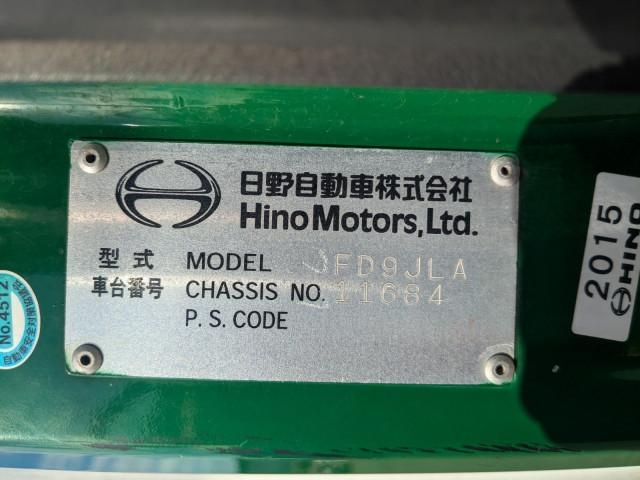 日野自動車株式会社
Hino Motors, Ltd.
型式 MODEL FD9JLA
車台番号 CHASSIS NO. 11684
P. S. CODE
No.4512
2015
HINO